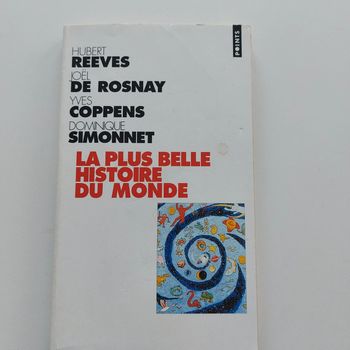 HUBERT
REEVES
JOËL
DE ROSNAY
YVES
COPPENS
DOMINIQUE
SIMONNET
LA PLUS BELLE
HISTOIRE
DU MONDE
POINTS